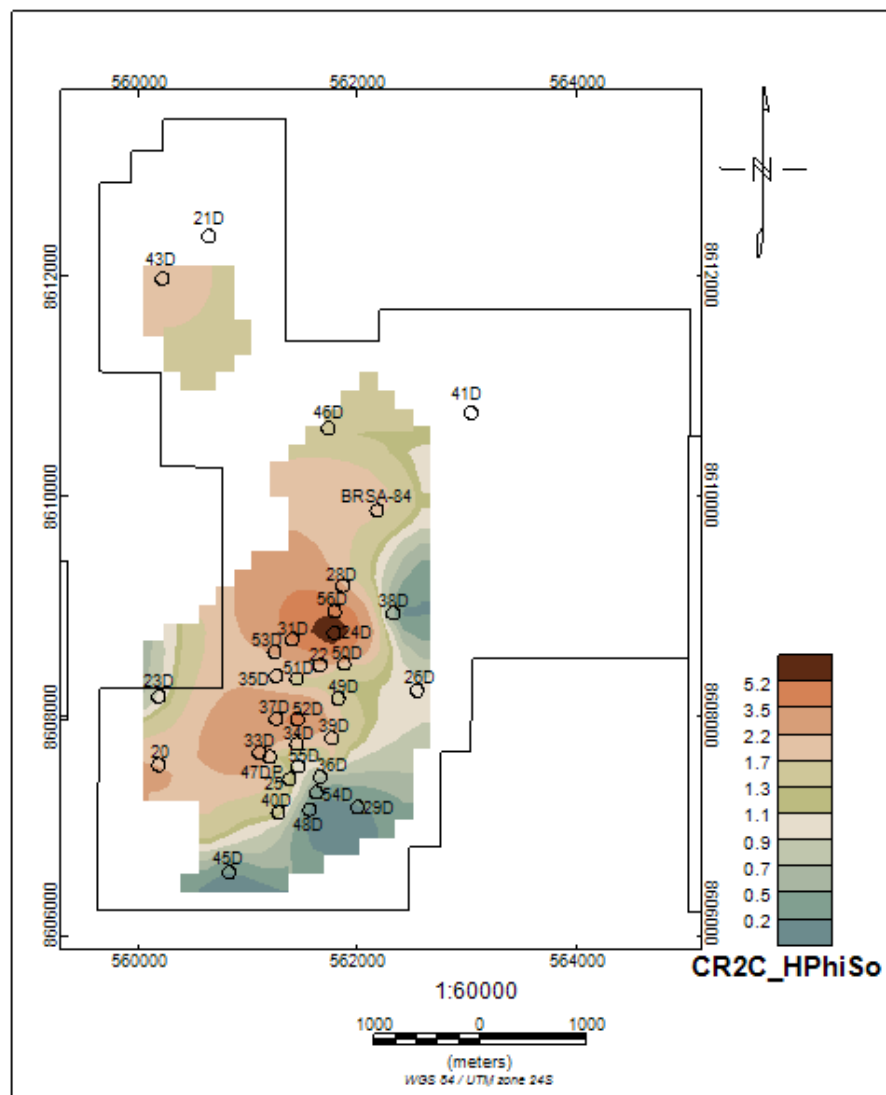 560000 562000 564000
N
21D
43D
8612000 8612000
41D
46D
BRSA-84
8610000 8610000
28D
56D
38D
31D 24D
53D
22 50D
35D 51D
26D
23D
49D
8608000 8608000
37D 52D
39D
34D
33D
20
55D
47DP
36D
25
54D
29D
40D
48D
45D
8606000 8606000
560000 562000 564000
5.2
3.5
2.2
1.7
1.3
1.1
0.9
0.7
0.5
0.2
CR2C_HPhiSo
1:60000
1000 0 1000
(meters)
WGS 84 / UTM zone 24S